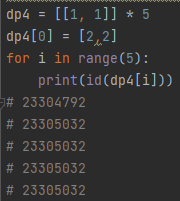 dp4 = [[1, 1]] * 5
dp4[0] = [2,2]
for i in range(5):
    print(id(dp4[i]))
# 23304792
# 23305032
# 23305032
# 23305032
# 23305032